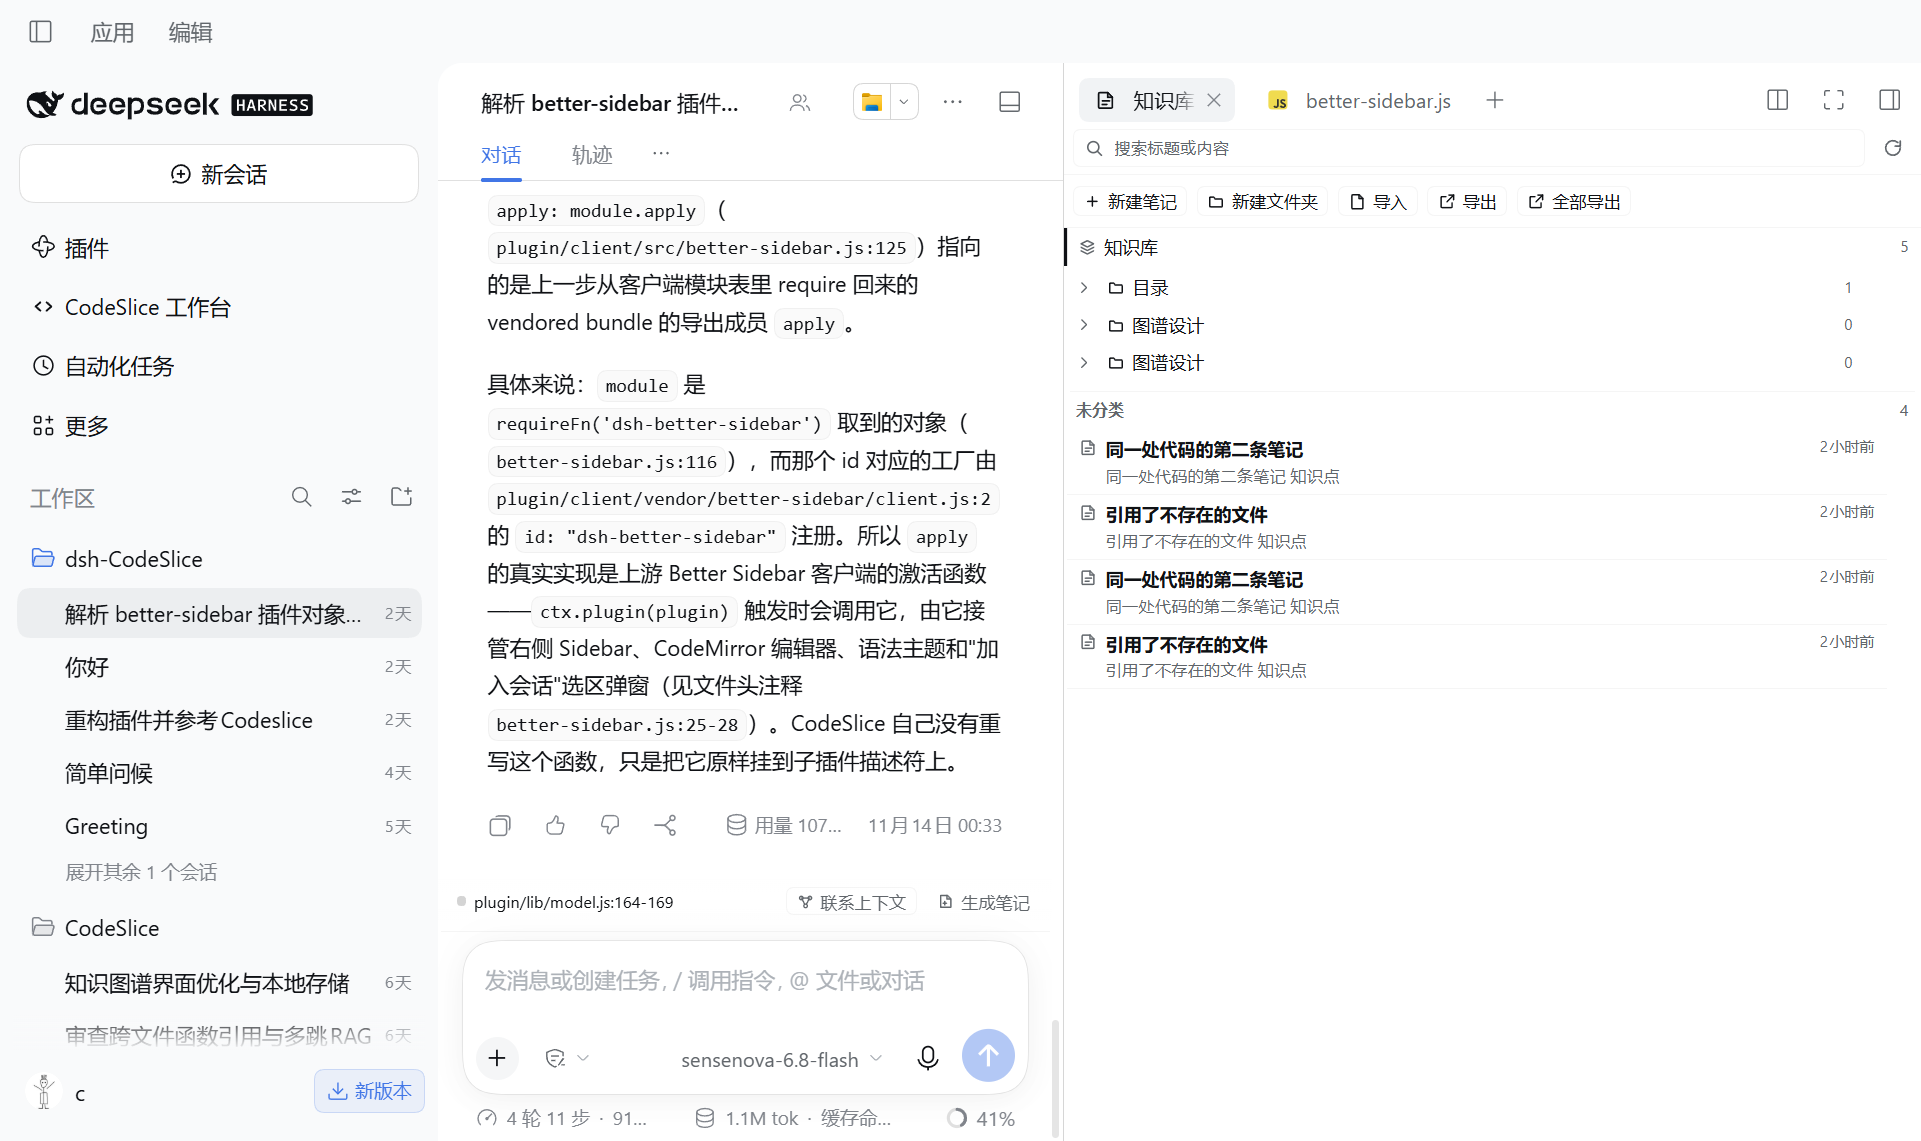 应用 编辑
deepseek HARNESS
新会话
插件
CodeSlice 工作台
自动化任务
更多
工作区
dsh-CodeSlice
解析 better-sidebar 插件对象... 2天
你好 2天
重构插件并参考Codeslice 2天
简单问候 4天
Greeting 5天
展开其余 1 个会话
CodeSlice
知识图谱界面优化与本地存储 6天
审查跨文件函数引用与多跳RAG 6天
c 新版本
解析 better-sidebar 插件...
对话 轨迹
apply: module.apply （
plugin/client/src/better-sidebar.js:125 ）指向
的是上一步从客户端模块表里 require 回来的
vendored bundle 的导出成员 apply 。
具体来说： module 是
requireFn('dsh-better-sidebar') 取到的对象（
better-sidebar.js:116 ），而那个 id 对应的工厂由
plugin/client/vendor/better-sidebar/client.js:2
的 id: "dsh-better-sidebar" 注册。所以 apply
的真实实现是上游 Better Sidebar 客户端的激活函数
——ctx.plugin(plugin) 触发时会调用它，由它接
管右侧 Sidebar、CodeMirror 编辑器、语法主题和"加
入会话"选区弹窗（见文件头注释
better-sidebar.js:25-28 ）。CodeSlice 自己没有重
写这个函数，只是把它原样挂到子插件描述符上。
用量 107... 11月14日 00:33
plugin/lib/model.js:164-169 联系上下文 生成笔记
发消息或创建任务, / 调用指令, @ 文件或对话
sensenova-6.8-flash
4 轮 11 步 · 91... 1.1M tok · 缓存命... 41%
知识库 JS better-sidebar.js
搜索标题或内容
新建笔记 新建文件夹 导入 导出 全部导出
知识库 5
目录 1
图谱设计 0
图谱设计 0
未分类 4
同一处代码的第二条笔记 2小时前
同一处代码的第二条笔记 知识点
引用了不存在的文件 2小时前
引用了不存在的文件 知识点
同一处代码的第二条笔记 2小时前
同一处代码的第二条笔记 知识点
引用了不存在的文件 2小时前
引用了不存在的文件 知识点